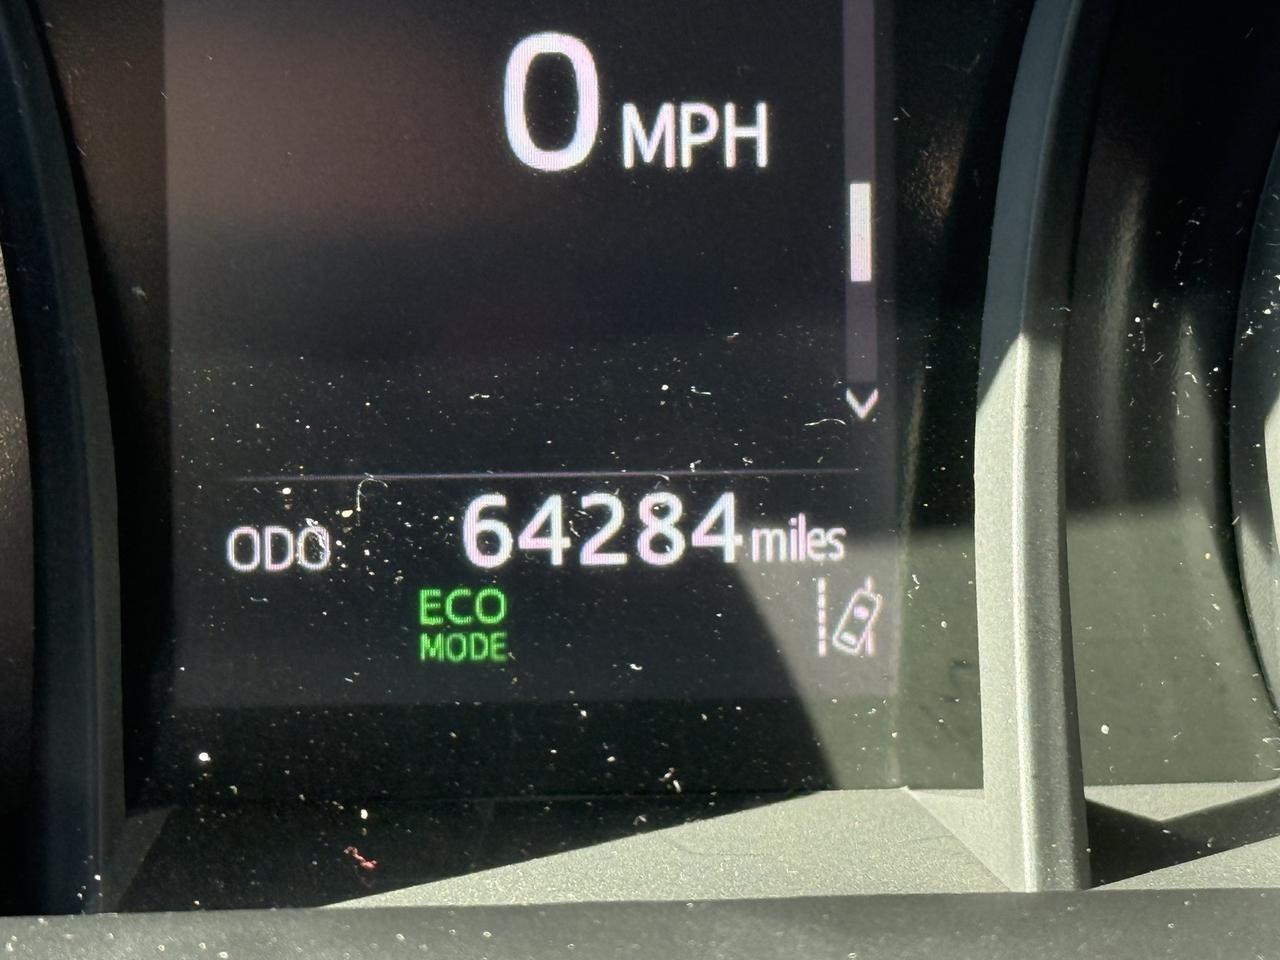 0 MPH
ODO 64284 miles
ECO
MODE